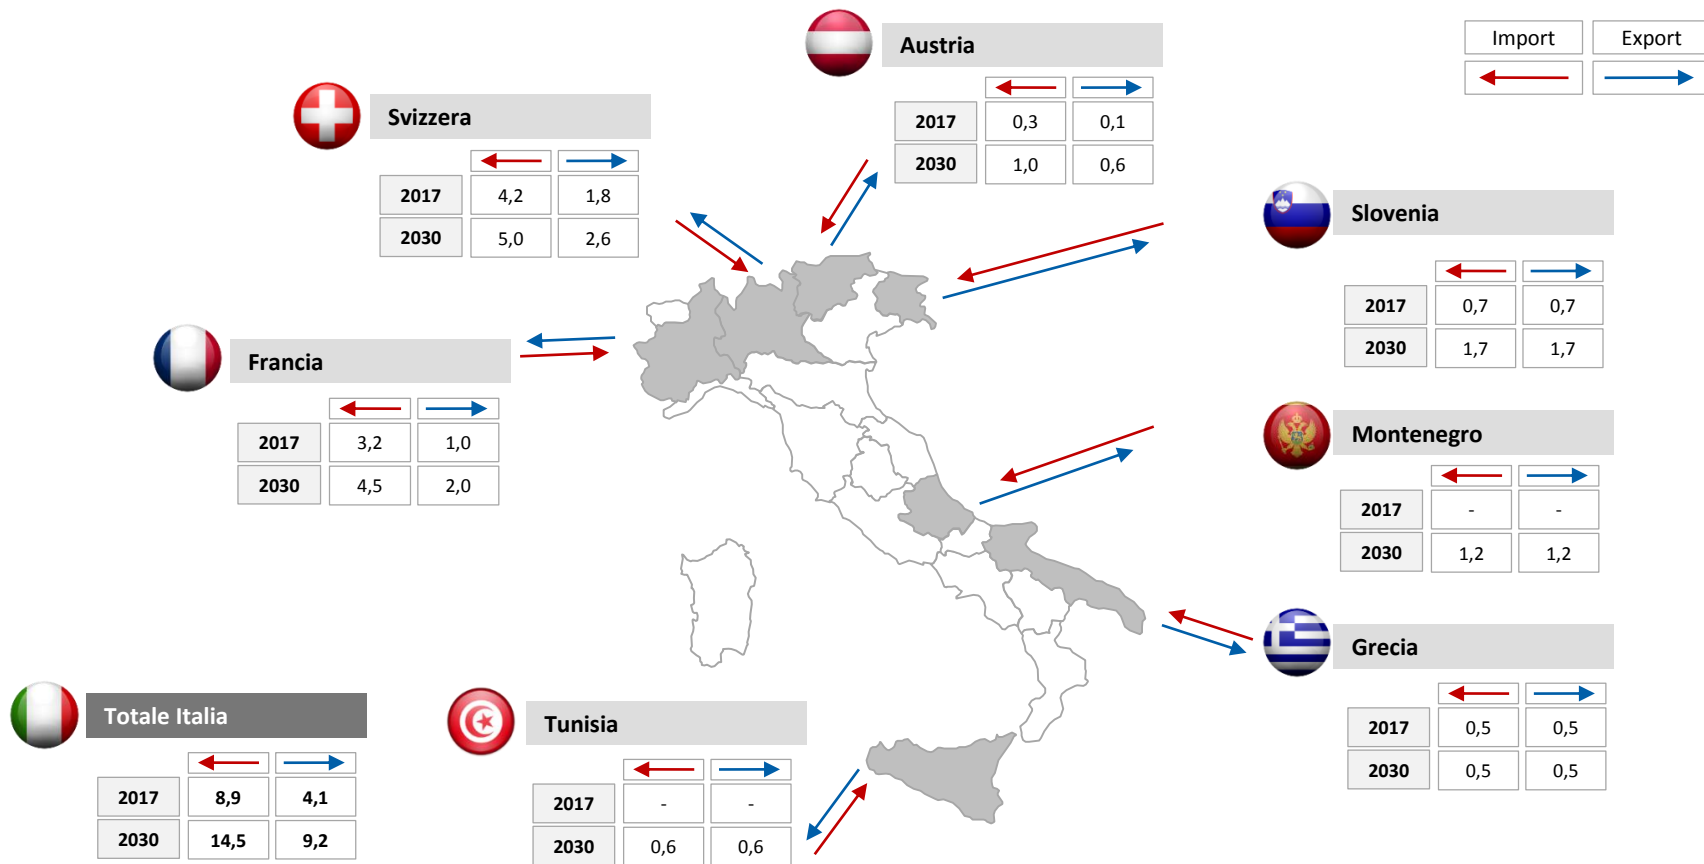 Import Export
Austria
2017 0,3 0,1
2030 1,0 0,6
Svizzera
2017 4,2 1,8
2030 5,0 2,6
Slovenia
2017 0,7 0,7
2030 1,7 1,7
Francia
2017 3,2 1,0
2030 4,5 2,0
Montenegro
2017 - -
2030 1,2 1,2
Grecia
2017 0,5 0,5
2030 0,5 0,5
Totale Italia
2017 8,9 4,1
2030 14,5 9,2
Tunisia
2017 - -
2030 0,6 0,6